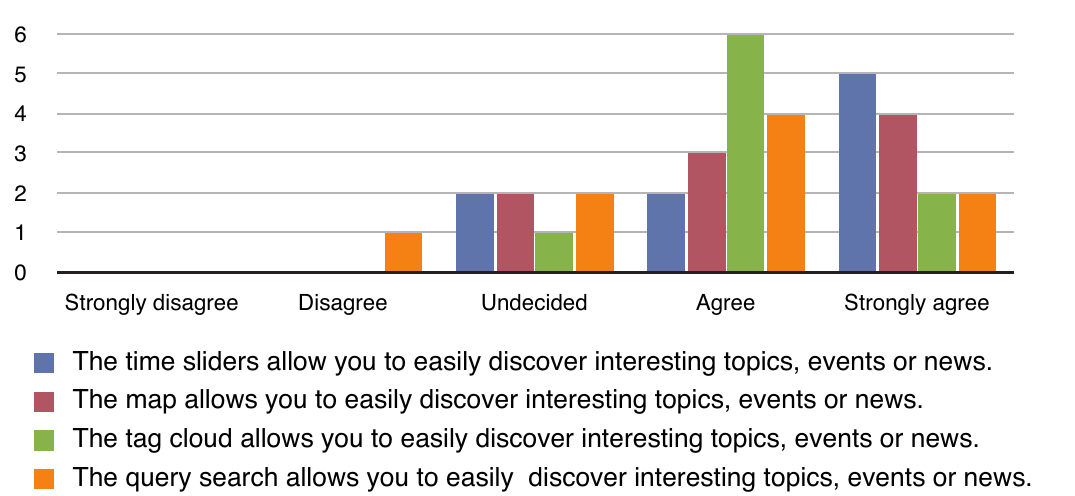 6
5
4
3
2
1
0
Strongly disagree Disagree Undecided Agree Strongly agree
The time sliders allow you to easily discover interesting topics, events or news.
The map allows you to easily discover interesting topics, events or news.
The tag cloud allows you to easily discover interesting topics, events or news.
The query search allows you to easily  discover interesting topics, events or news.